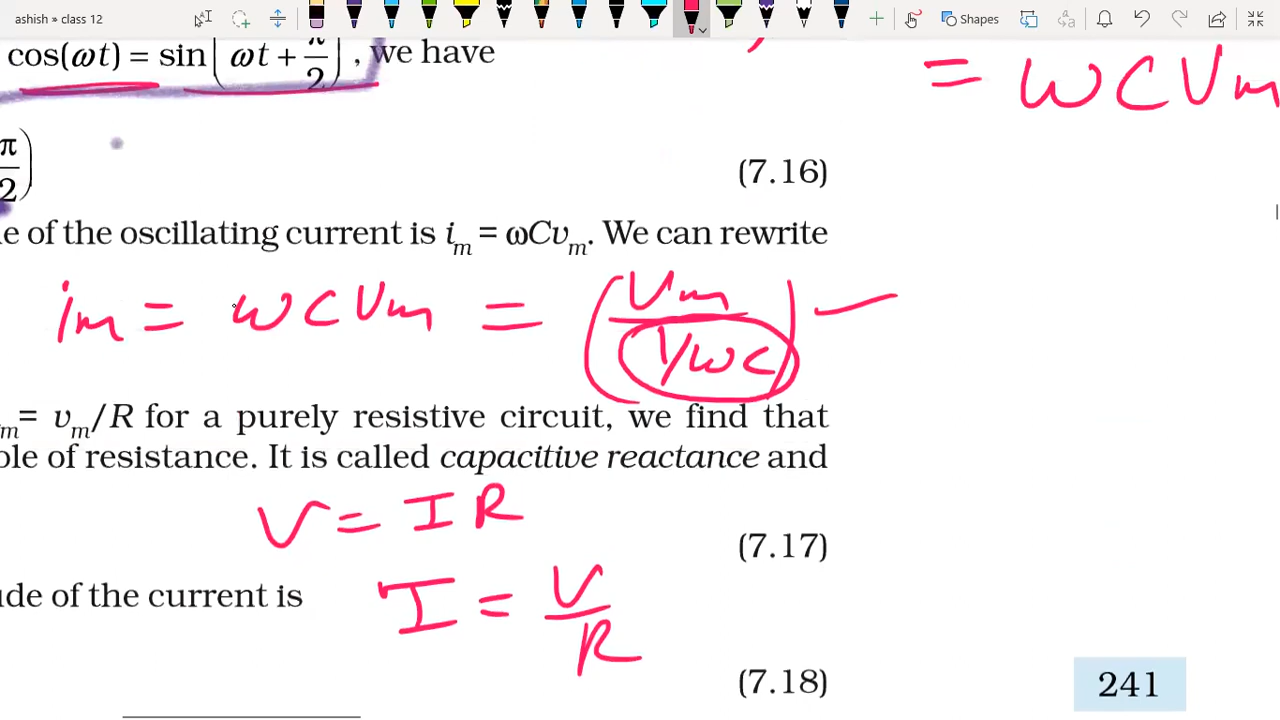 ashish » class 12
Shapes
cos(ωt) = sin(ωt + π/2), we have
= ωCVm
π/2)
(7.16)
e of the oscillating current is im = ωCvm. We can rewrite
im = ωCVm = (Vm / (1/ωC))
m= vm/R for a purely resistive circuit, we find that
ole of resistance. It is called capacitive reactance and
V = IR
(7.17)
ude of the current is
I = V/R
(7.18)
241